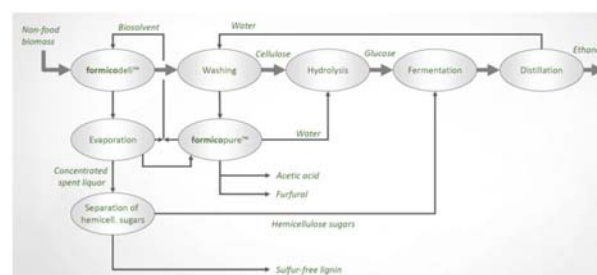 Non-food
biomass
Biosolvent
Water
formicodeli™
Washing
Cellulose
Hydrolysis
Glucose
Fermentation
Distillation
Ethanol
Evaporation
formicopure™
Water
Concentrated
spent liquor
Acetic acid
Furfural
Separation of
hemicell. sugars
Hemicellulose sugars
Sulfur-free lignin